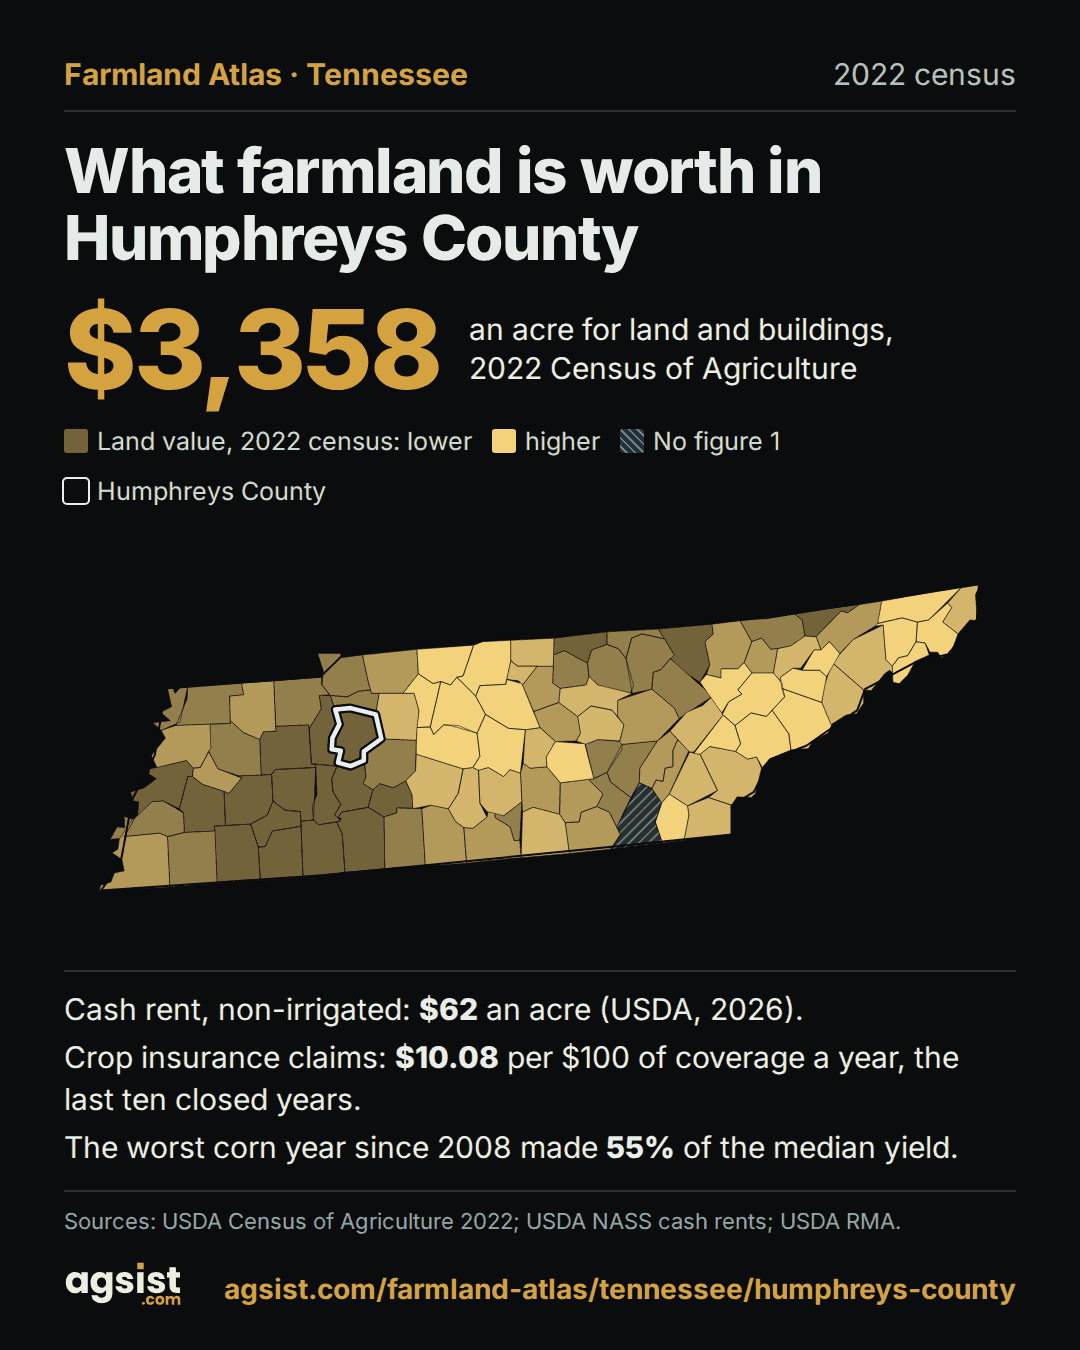 Farmland Atlas · Tennessee
2022 census
What farmland is worth in
Humphreys County
$3,358
an acre for land and buildings,
2022 Census of Agriculture
Land value, 2022 census: lower
higher
No figure 1
Humphreys County
Cash rent, non-irrigated: $62 an acre (USDA, 2026).
Crop insurance claims: $10.08 per $100 of coverage a year, the
last ten closed years.
The worst corn year since 2008 made 55% of the median yield.
Sources: USDA Census of Agriculture 2022; USDA NASS cash rents; USDA RMA.
agsist
.com
agsist.com/farmland-atlas/tennessee/humphreys-county